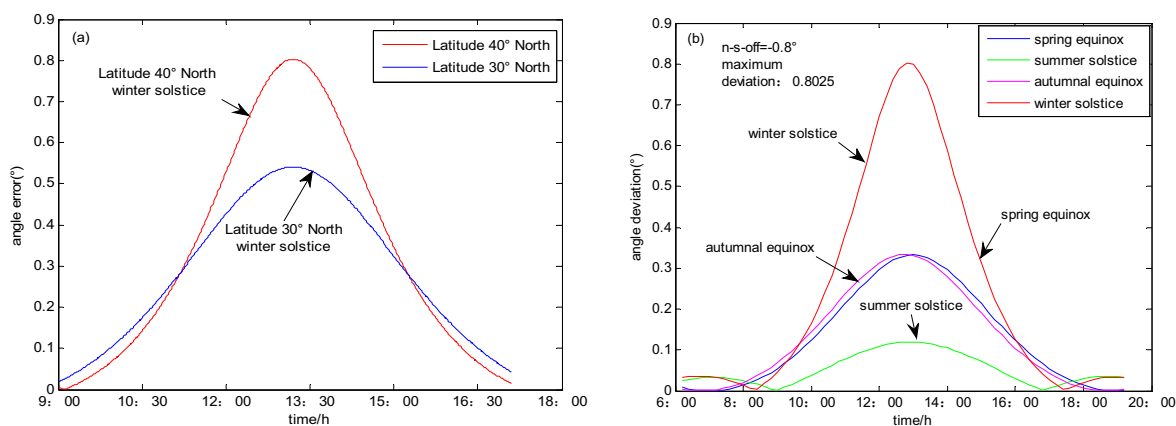 (a)
Latitude 40° North
Latitude 30° North
Latitude 40° North
winter solstice
Latitude 30° North
winter solstice
angle error(°)
0.9
0.8
0.7
0.6
0.5
0.4
0.3
0.2
0.1
0
9: 00 10: 30 12: 00 13: 30 15: 00 16: 30 18: 00
time/h
(b)
n-s-off=-0.8°
maximum
deviation: 0.8025
spring equinox
summer solstice
autumnal equinox
winter solstice
winter solstice
spring equinox
autumnal equinox
summer solstice
angle deviation(°)
0.9
0.8
0.7
0.6
0.5
0.4
0.3
0.2
0.1
0
6: 00 8: 00 10: 00 12: 00 14: 00 16: 00 18: 00 20: 00
time/h